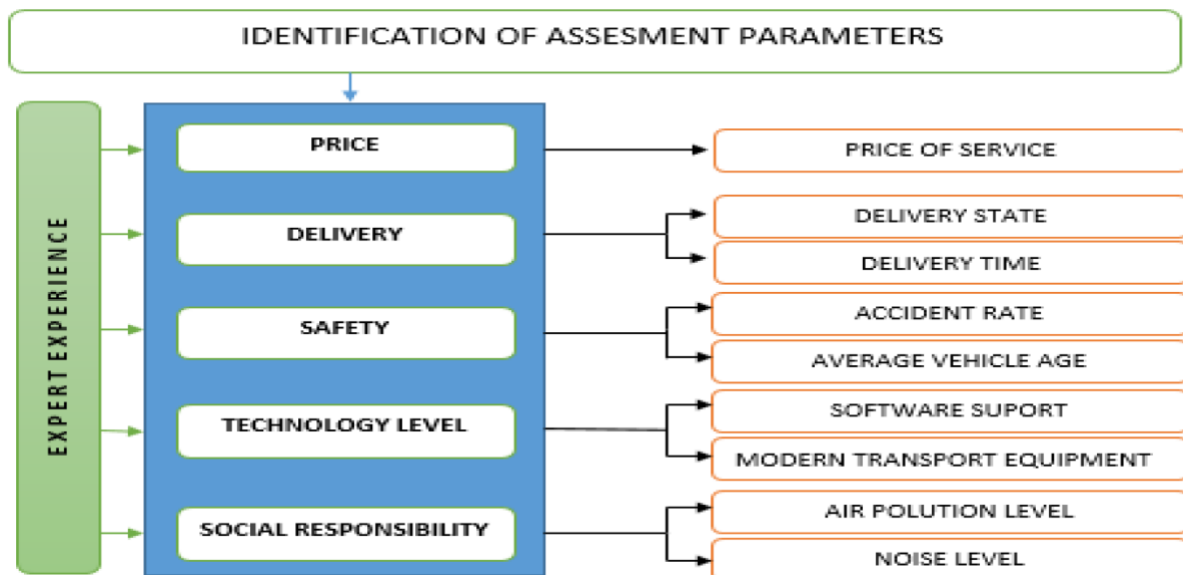 IDENTIFICATION OF ASSESMENT PARAMETERS
EXPERT EXPERIENCE
PRICE
PRICE OF SERVICE
DELIVERY
DELIVERY STATE
DELIVERY TIME
SAFETY
ACCIDENT RATE
AVERAGE VEHICLE AGE
TECHNOLOGY LEVEL
SOFTWARE SUPORT
MODERN TRANSPORT EQUIPMENT
SOCIAL RESPONSIBILITY
AIR POLUTION LEVEL
NOISE LEVEL